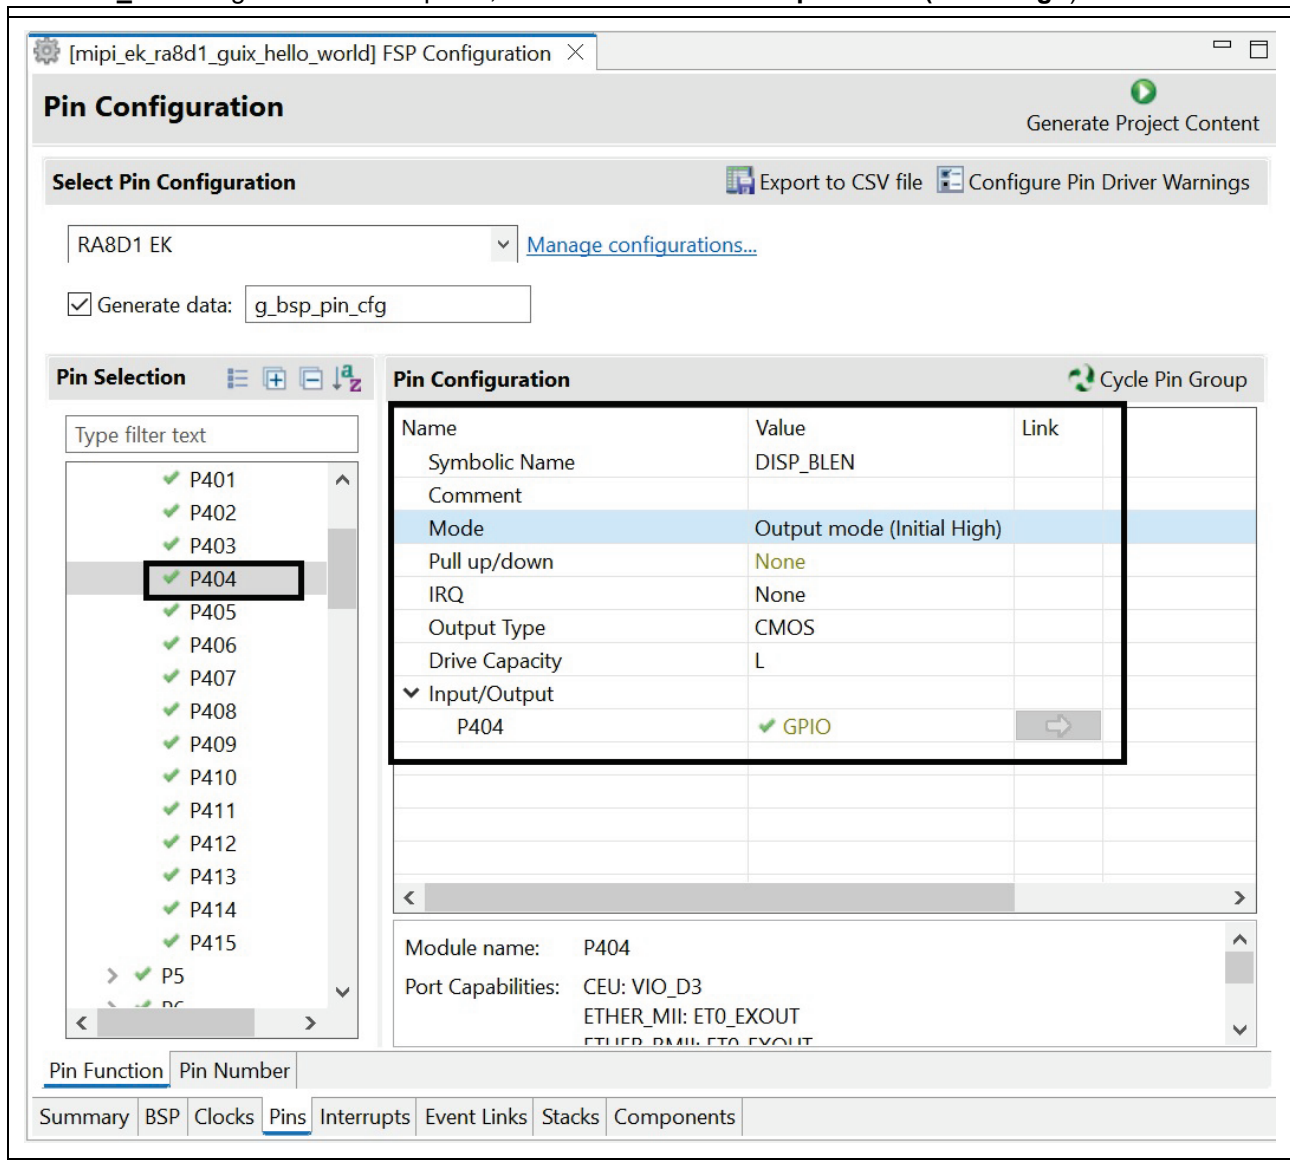 [mipi_ek_ra8d1_guix_hello_world] FSP Configuration
Pin Configuration
Generate Project Content
Select Pin Configuration
Export to CSV file
Configure Pin Driver Warnings
RA8D1 EK
Manage configurations...
Generate data: g_bsp_pin_cfg
Pin Selection
Type filter text
P401
P402
P403
P404
P405
P406
P407
P408
P409
P410
P411
P412
P413
P414
P415
P5
Pin Configuration
Cycle Pin Group
Name Value Link
Symbolic Name DISP_BLEN
Comment
Mode Output mode (Initial High)
Pull up/down None
IRQ None
Output Type CMOS
Drive Capacity L
Input/Output
P404 GPIO
Module name: P404
Port Capabilities: CEU: VIO_D3
ETHER_MII: ET0_EXOUT
ETHER_RMII: ET0_EXOUT
Pin Function Pin Number
Summary BSP Clocks Pins Interrupts Event Links Stacks Components